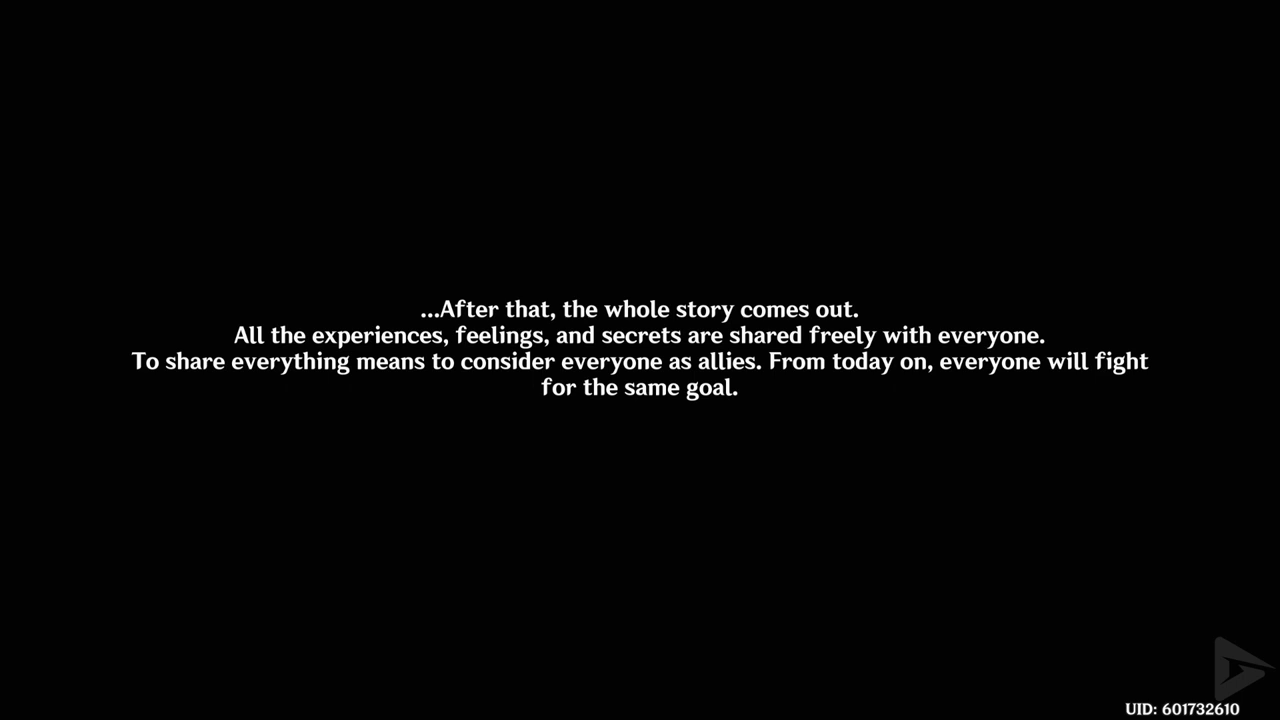 ...After that, the whole story comes out.
All the experiences, feelings, and secrets are shared freely with everyone.
To share everything means to consider everyone as allies. From today on, everyone will fight
for the same goal.
UID: 601732610